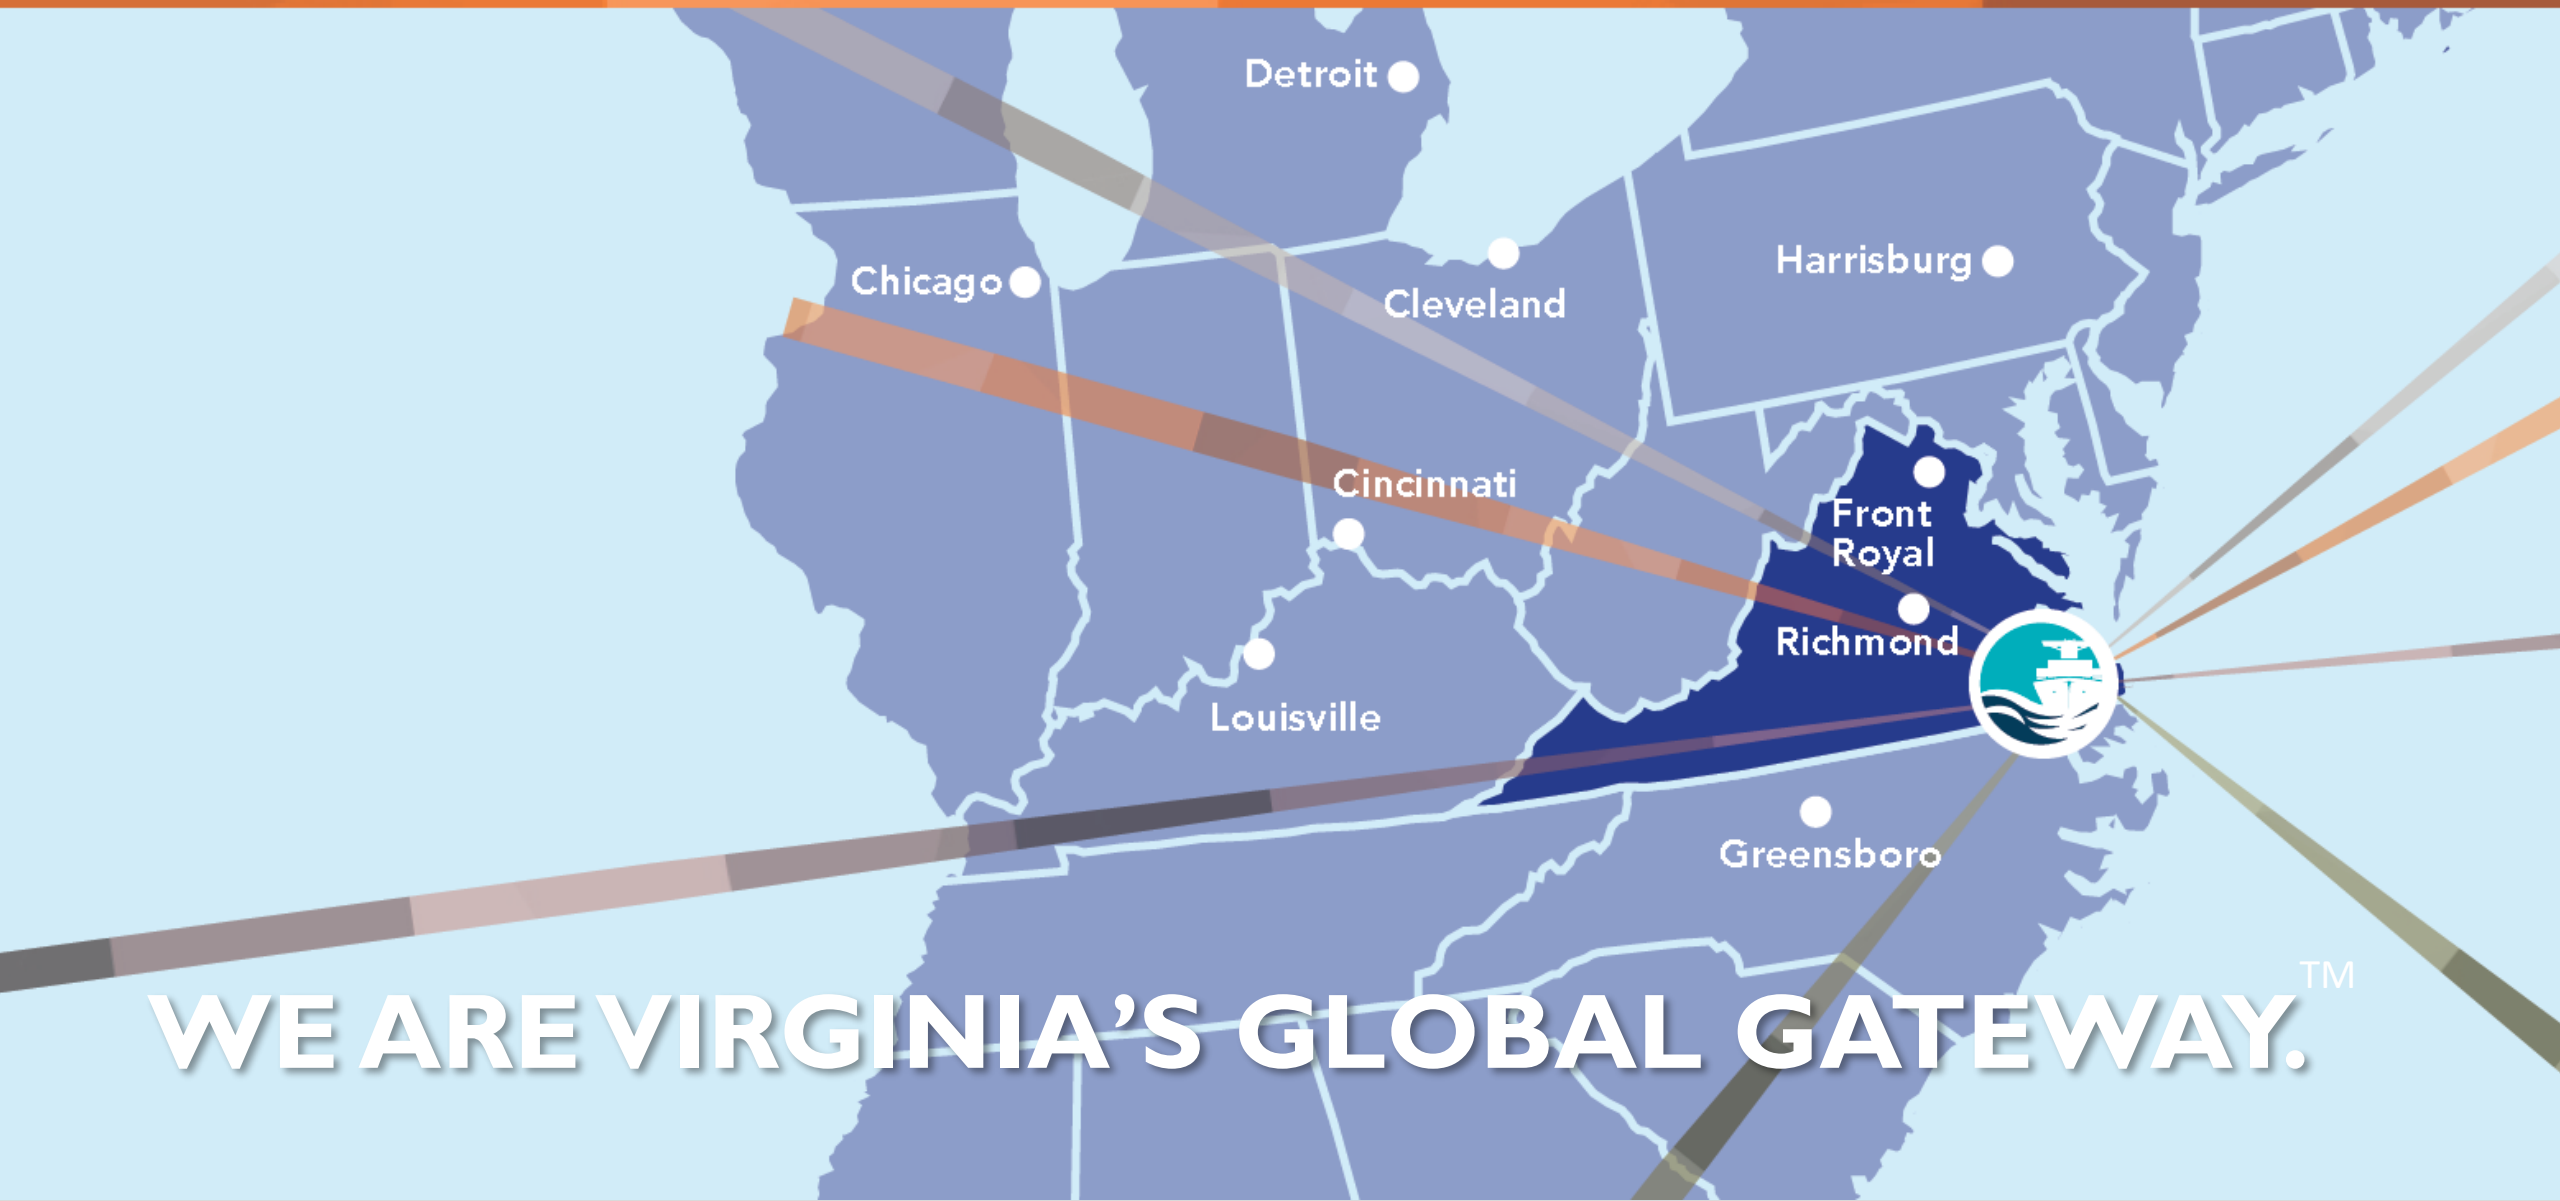 Detroit
Chicago
Cleveland
Harrisburg
Cincinnati
Front
Royal
Richmond
Louisville
Greensboro
WE ARE VIRGINIA’S GLOBAL GATEWAY.™